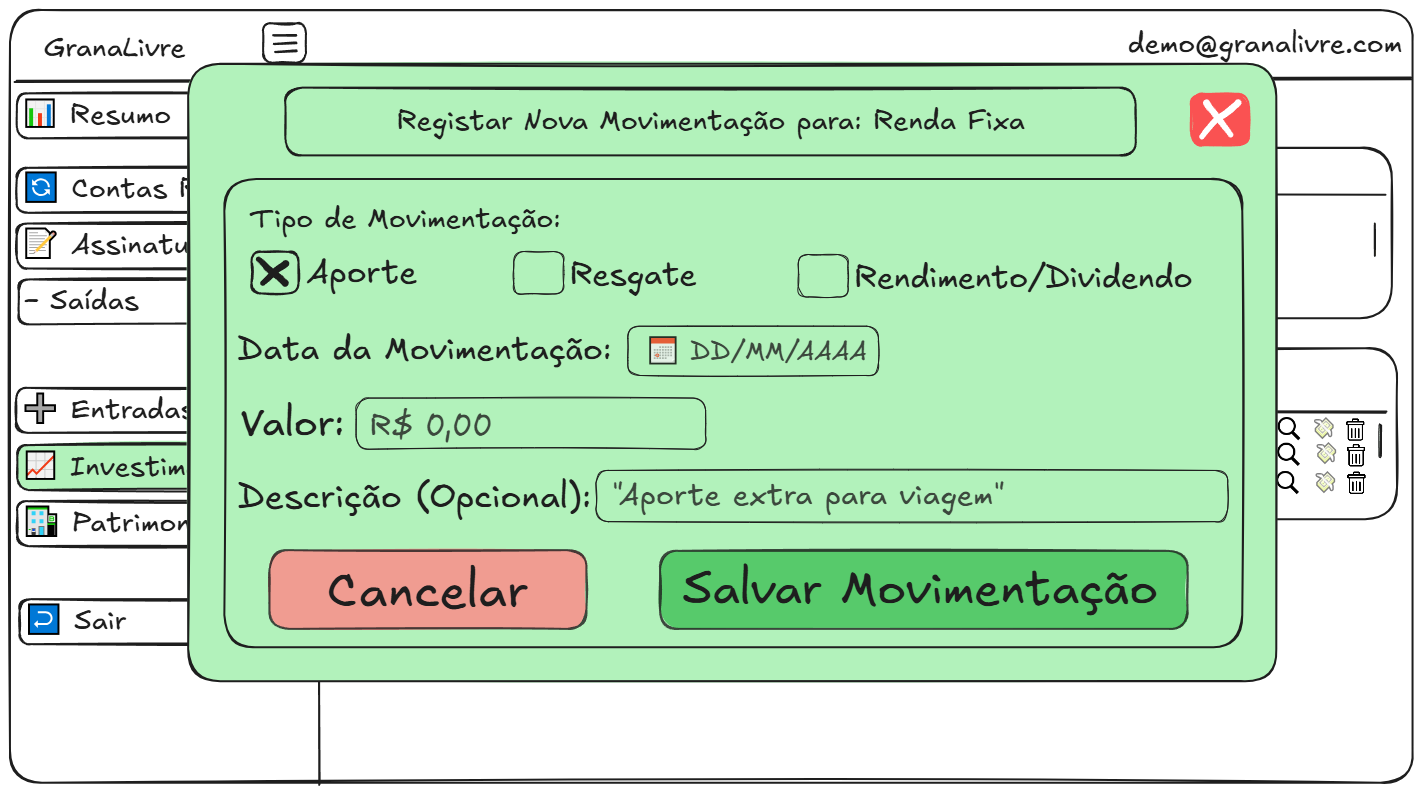 GranaLivre
demo@granalivre.com
Resumo
Contas
Assinatu
- Saídas
Entradas
Investim
Patrimon
Sair
Registar Nova Movimentação para: Renda Fixa
Tipo de Movimentação:
Aporte Resgate Rendimento/Dividendo
Data da Movimentação: DD/MM/AAAA
Valor: R$ 0,00
Descrição (Opcional): "Aporte extra para viagem"
Cancelar Salvar Movimentação